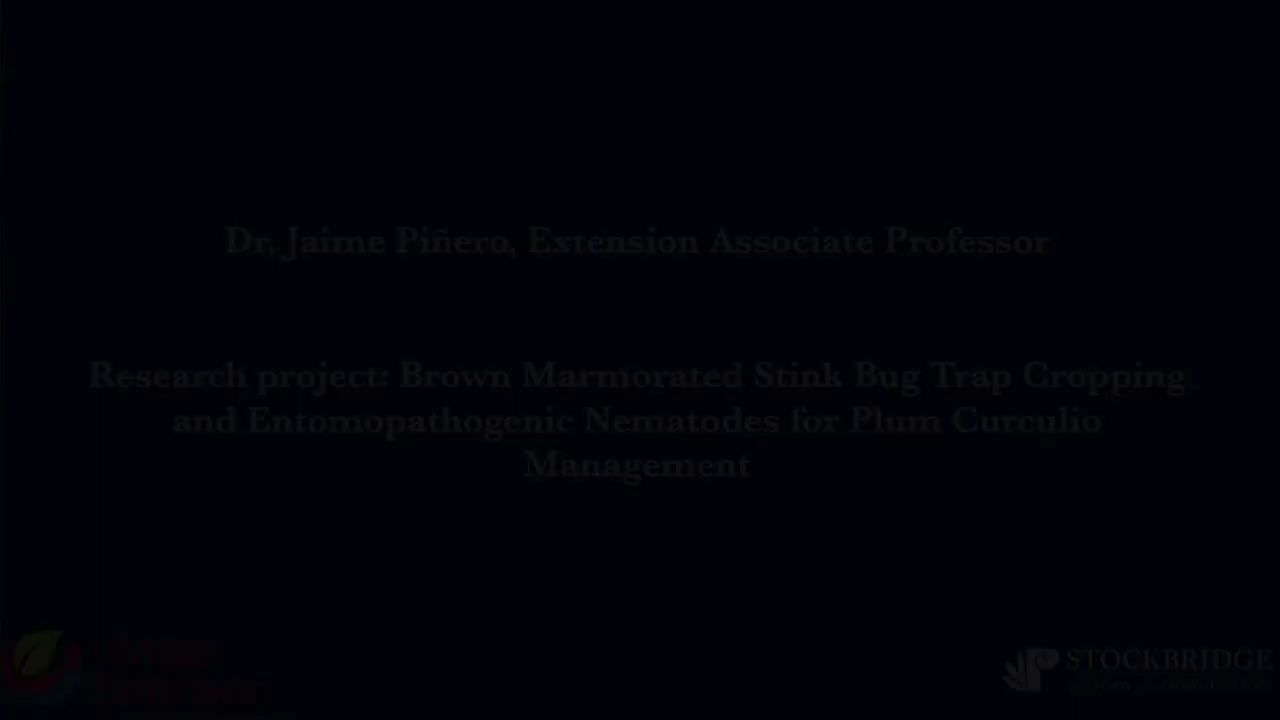 Dr. Jaime Piñero, Extension Associate Professor
Research project: Brown Marmorated Stink Bug Trap Cropping
and Entomopathogenic Nematodes for Plum Curculio
Management
STOCKBRIDGE